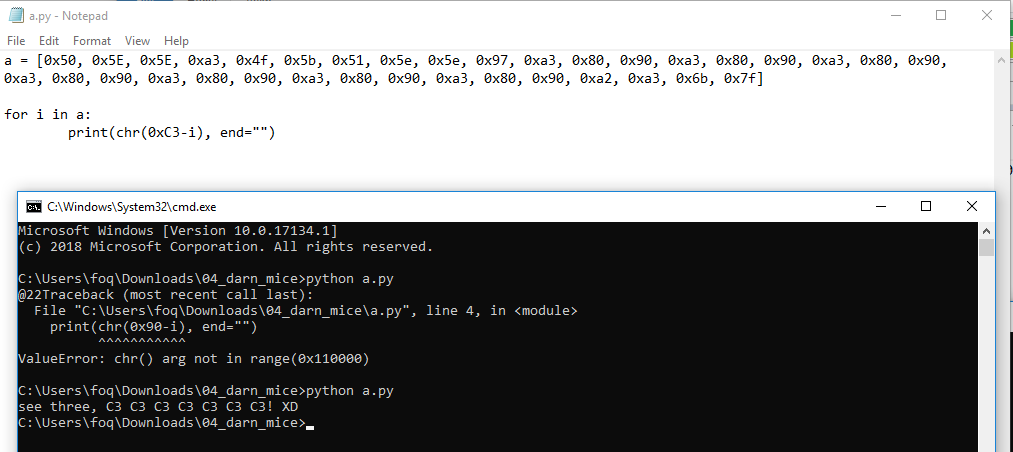 a.py - Notepad
File Edit Format View Help
a = [0x50, 0x5E, 0x5E, 0xa3, 0x4f, 0x5b, 0x51, 0x5e, 0x5e, 0x97, 0xa3, 0x80, 0x90, 0xa3, 0x80, 0x90, 0xa3, 0x80, 0x90,
0xa3, 0x80, 0x90, 0xa3, 0x80, 0x90, 0xa3, 0x80, 0x90, 0xa3, 0x80, 0x90, 0xa2, 0xa3, 0x6b, 0x7f]
for i in a:
print(chr(0xC3-i), end="")
C:\Windows\System32\cmd.exe
Microsoft Windows [Version 10.0.17134.1]
(c) 2018 Microsoft Corporation. All rights reserved.
C:\Users\foq\Downloads\04_darn_mice>python a.py
@22Traceback (most recent call last):
File "C:\Users\foq\Downloads\04_darn_mice\a.py", line 4, in <module>
print(chr(0x90-i), end="")
^^^^^^^^^^^
ValueError: chr() arg not in range(0x110000)
C:\Users\foq\Downloads\04_darn_mice>python a.py
see three, C3 C3 C3 C3 C3 C3 C3! XD
C:\Users\foq\Downloads\04_darn_mice>